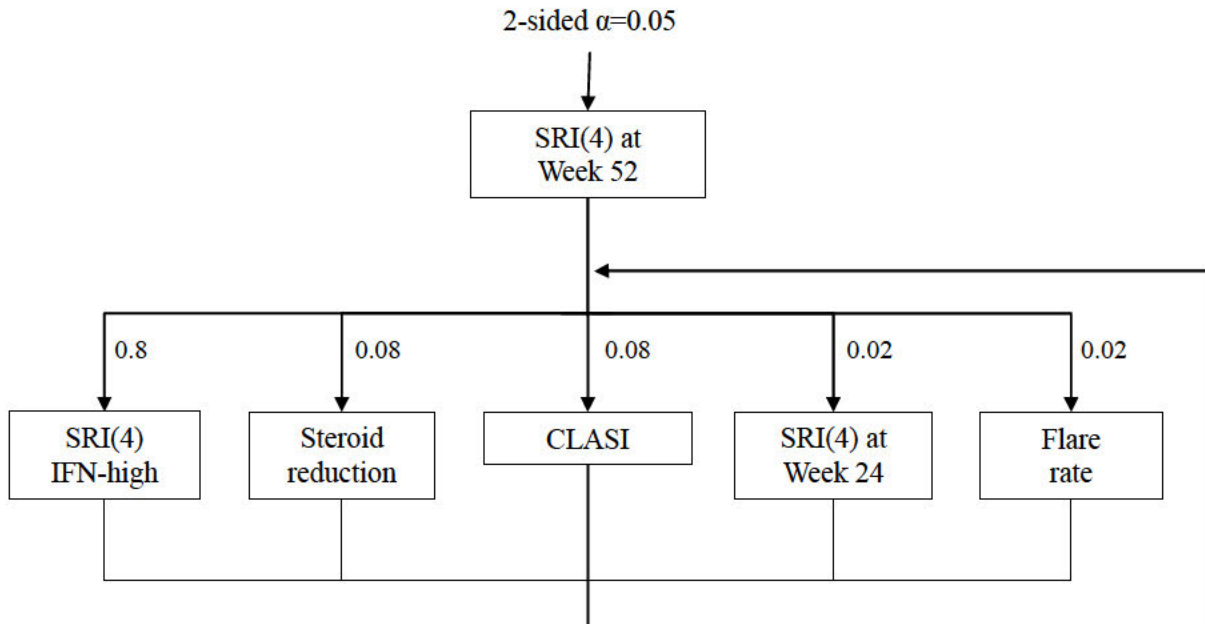 2-sided α=0.05
SRI(4) at
Week 52
0.8
0.08
0.08
0.02
0.02
SRI(4)
IFN-high
Steroid
reduction
CLASI
SRI(4) at
Week 24
Flare
rate